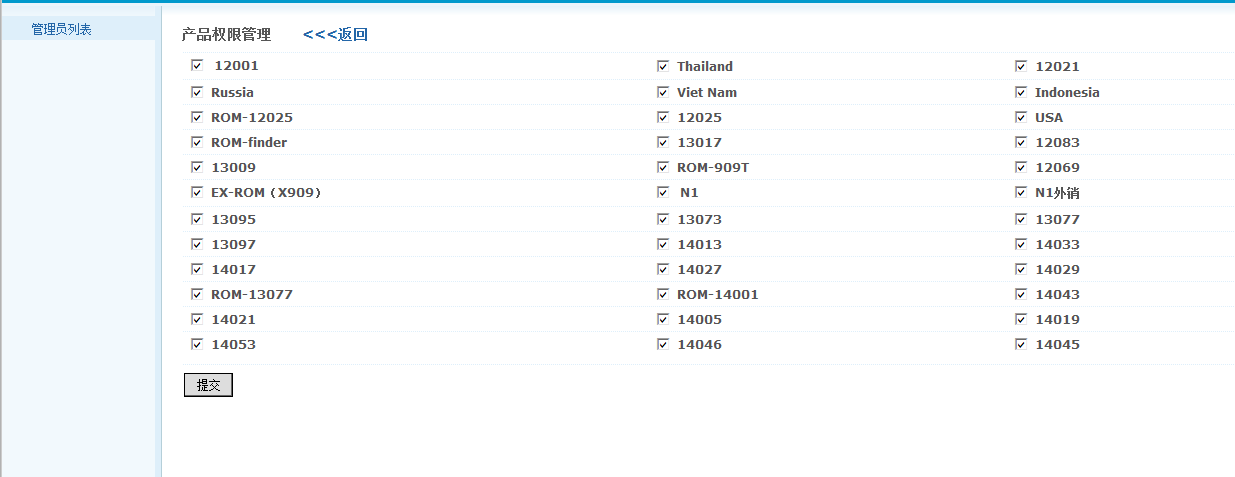 管理员列表
产品权限管理 <<<返回
12001 Thailand 12021
Russia Viet Nam Indonesia
ROM-12025 12025 USA
ROM-finder 13017 12083
13009 ROM-909T 12069
EX-ROM（X909） N1 N1外销
13095 13073 13077
13097 14013 14033
14017 14027 14029
ROM-13077 ROM-14001 14043
14021 14005 14019
14053 14046 14045
提交